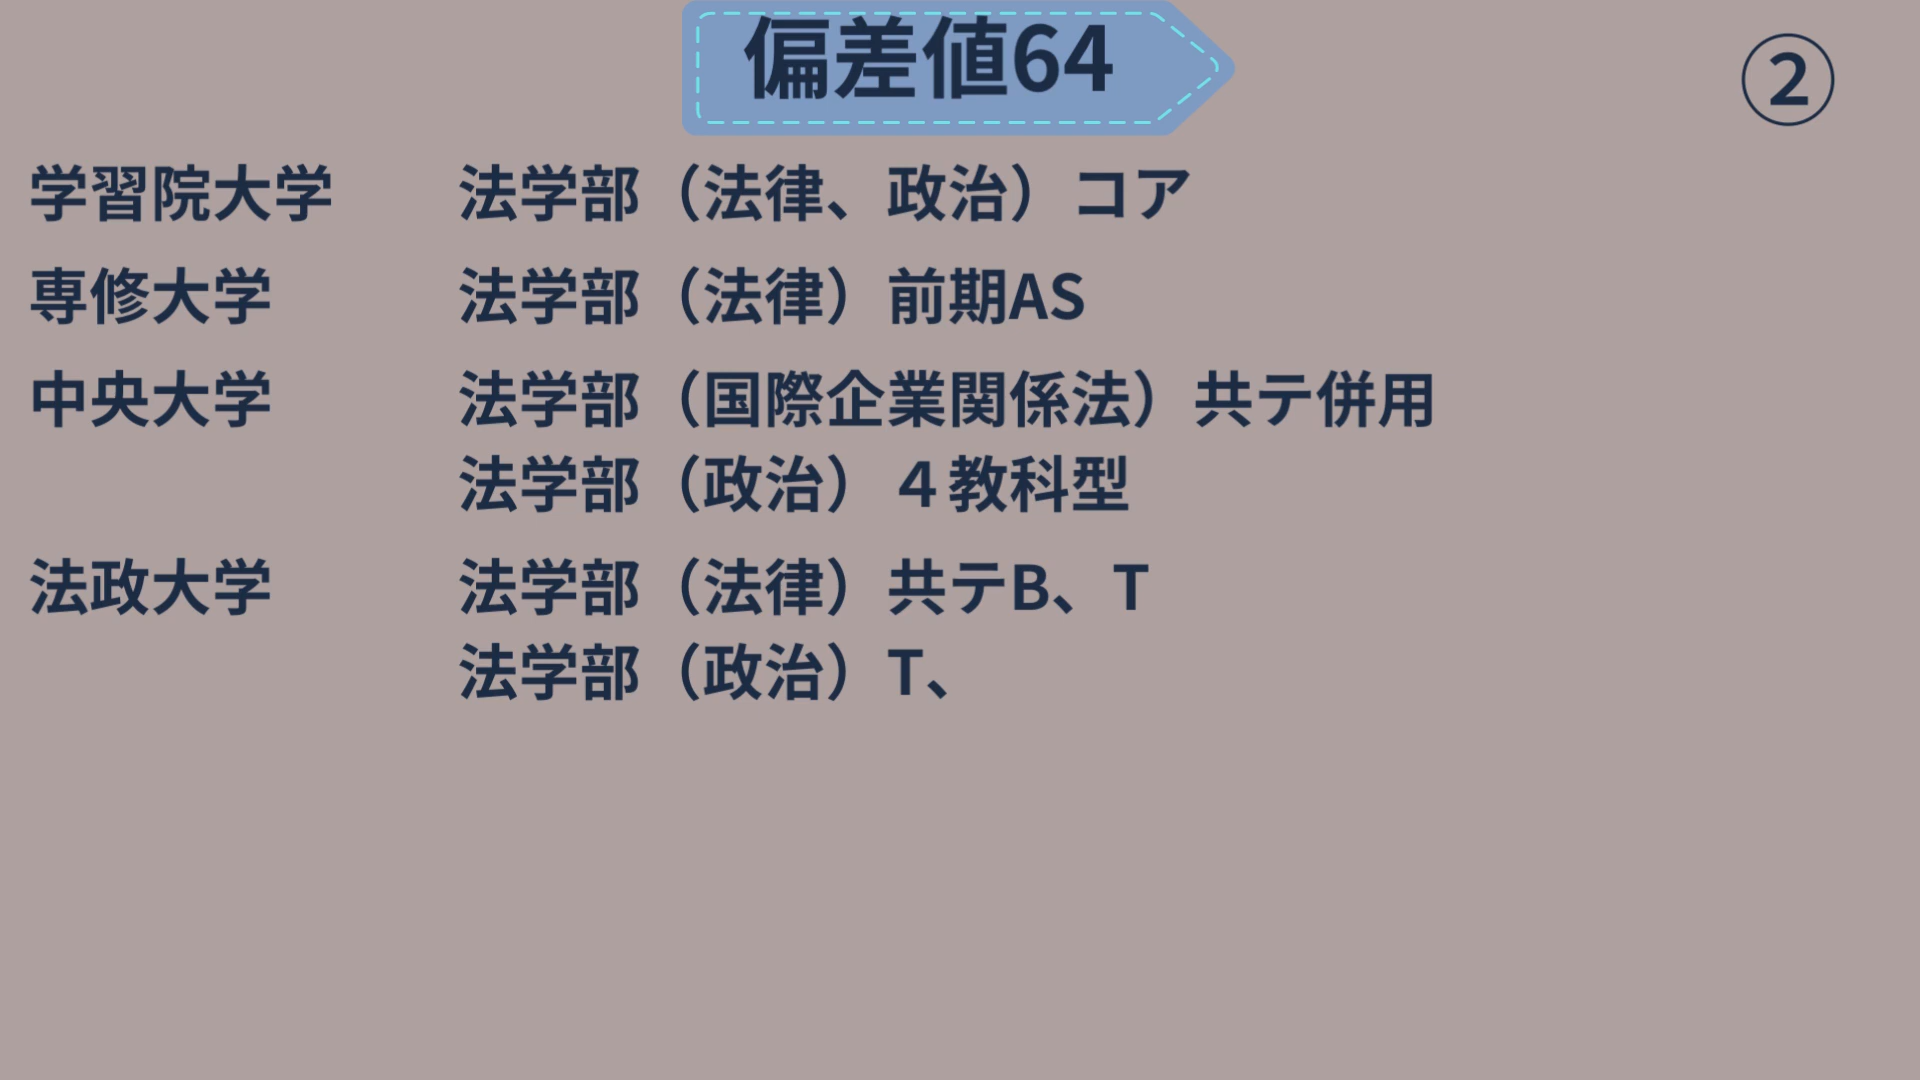 偏差値64
②
学習院大学　法学部（法律、政治）コア
専修大学　法学部（法律）前期AS
中央大学　法学部（国際企業関係法）共テ併用
法学部（政治）４教科型
法政大学　法学部（法律）共テB、T
法学部（政治）T、